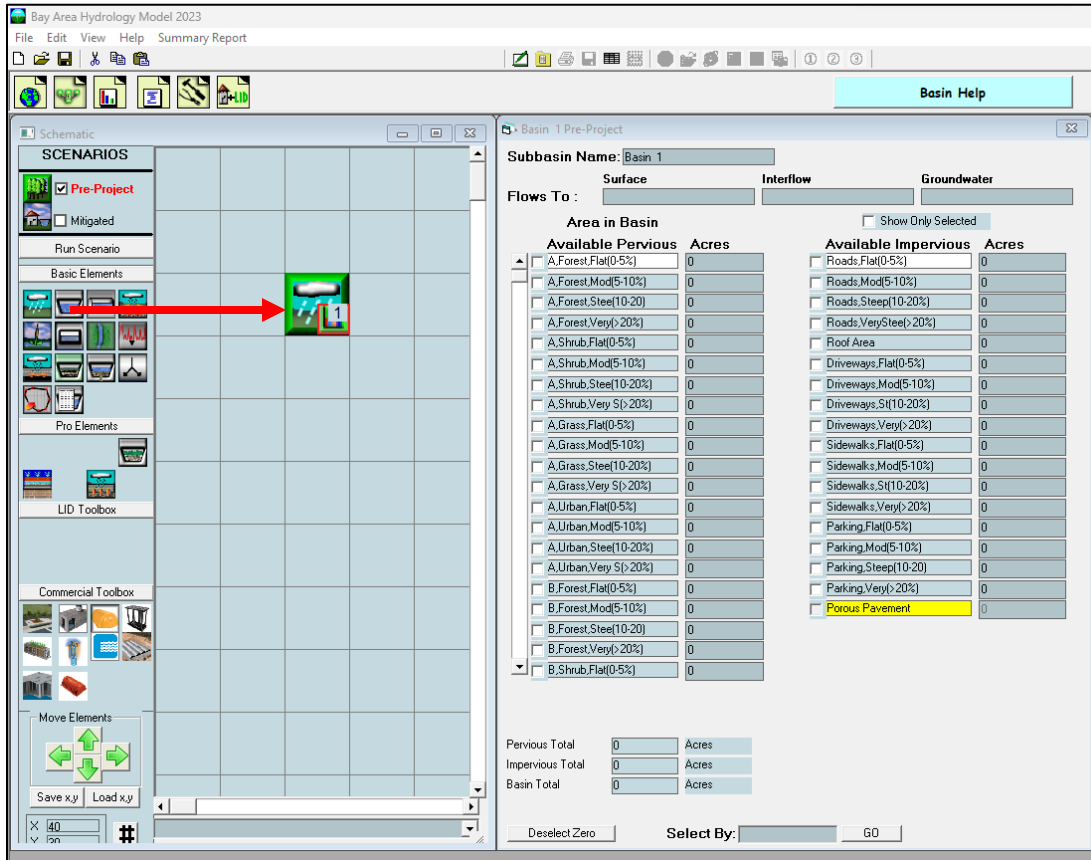 Bay Area Hydrology Model 2023
File Edit View Help Summary Report
Basin Help
Schematic
SCENARIOS
Pre-Project
Mitigated
Run Scenario
Basic Elements
Pro Elements
LID Toolbox
Commercial Toolbox
Move Elements
Save x,y Load x,y
X 40
Y 20
#
1
Basin 1 Pre-Project
Subbasin Name: Basin 1
Surface Interflow Groundwater
Flows To :
Area in Basin Show Only Selected
Available Pervious Acres Available Impervious Acres
A,Forest,Flat(0-5%) 0 Roads,Flat(0-5%) 0
A,Forest,Mod(5-10%) 0 Roads,Mod(5-10%) 0
A,Forest,Stee(10-20) 0 Roads,Steep(10-20%) 0
A,Forest,Very(>20%) 0 Roads,VeryStee(>20%) 0
A,Shrub,Flat(0-5%) 0 Roof Area 0
A,Shrub,Mod(5-10%) 0 Driveways,Flat(0-5%) 0
A,Shrub,Stee(10-20%) 0 Driveways,Mod(5-10%) 0
A,Shrub,Very S(>20%) 0 Driveways,St(10-20%) 0
A,Grass,Flat(0-5%) 0 Driveways,Very(>20%) 0
A,Grass,Mod(5-10%) 0 Sidewalks,Flat(0-5%) 0
A,Grass,Stee(10-20%) 0 Sidewalks,Mod(5-10%) 0
A,Grass,Very S(>20%) 0 Sidewalks,St(10-20%) 0
A,Urban,Flat(0-5%) 0 Sidewalks,Very(>20%) 0
A,Urban,Mod(5-10%) 0 Parking,Flat(0-5%) 0
A,Urban,Stee(10-20%) 0 Parking,Mod(5-10%) 0
A,Urban,Very S(>20%) 0 Parking,Steep(10-20) 0
B,Forest,Flat(0-5%) 0 Parking,Very(>20%) 0
B,Forest,Mod(5-10%) 0 Porous Pavement 0
B,Forest,Stee(10-20) 0
B,Forest,Very(>20%) 0
B,Shrub,Flat(0-5%) 0
Pervious Total 0 Acres
Impervious Total 0 Acres
Basin Total 0 Acres
Deselect Zero Select By: GO